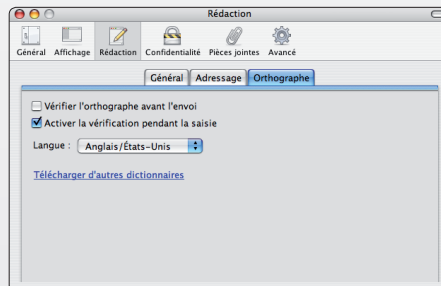 Rédaction
Général Affichage Rédaction Confidentialité Pièces jointes Avancé
Général Adressage Orthographe
Vérifier l'orthographe avant l'envoi
Activer la vérification pendant la saisie
Langue : Anglais/États-Unis
Télécharger d'autres dictionnaires